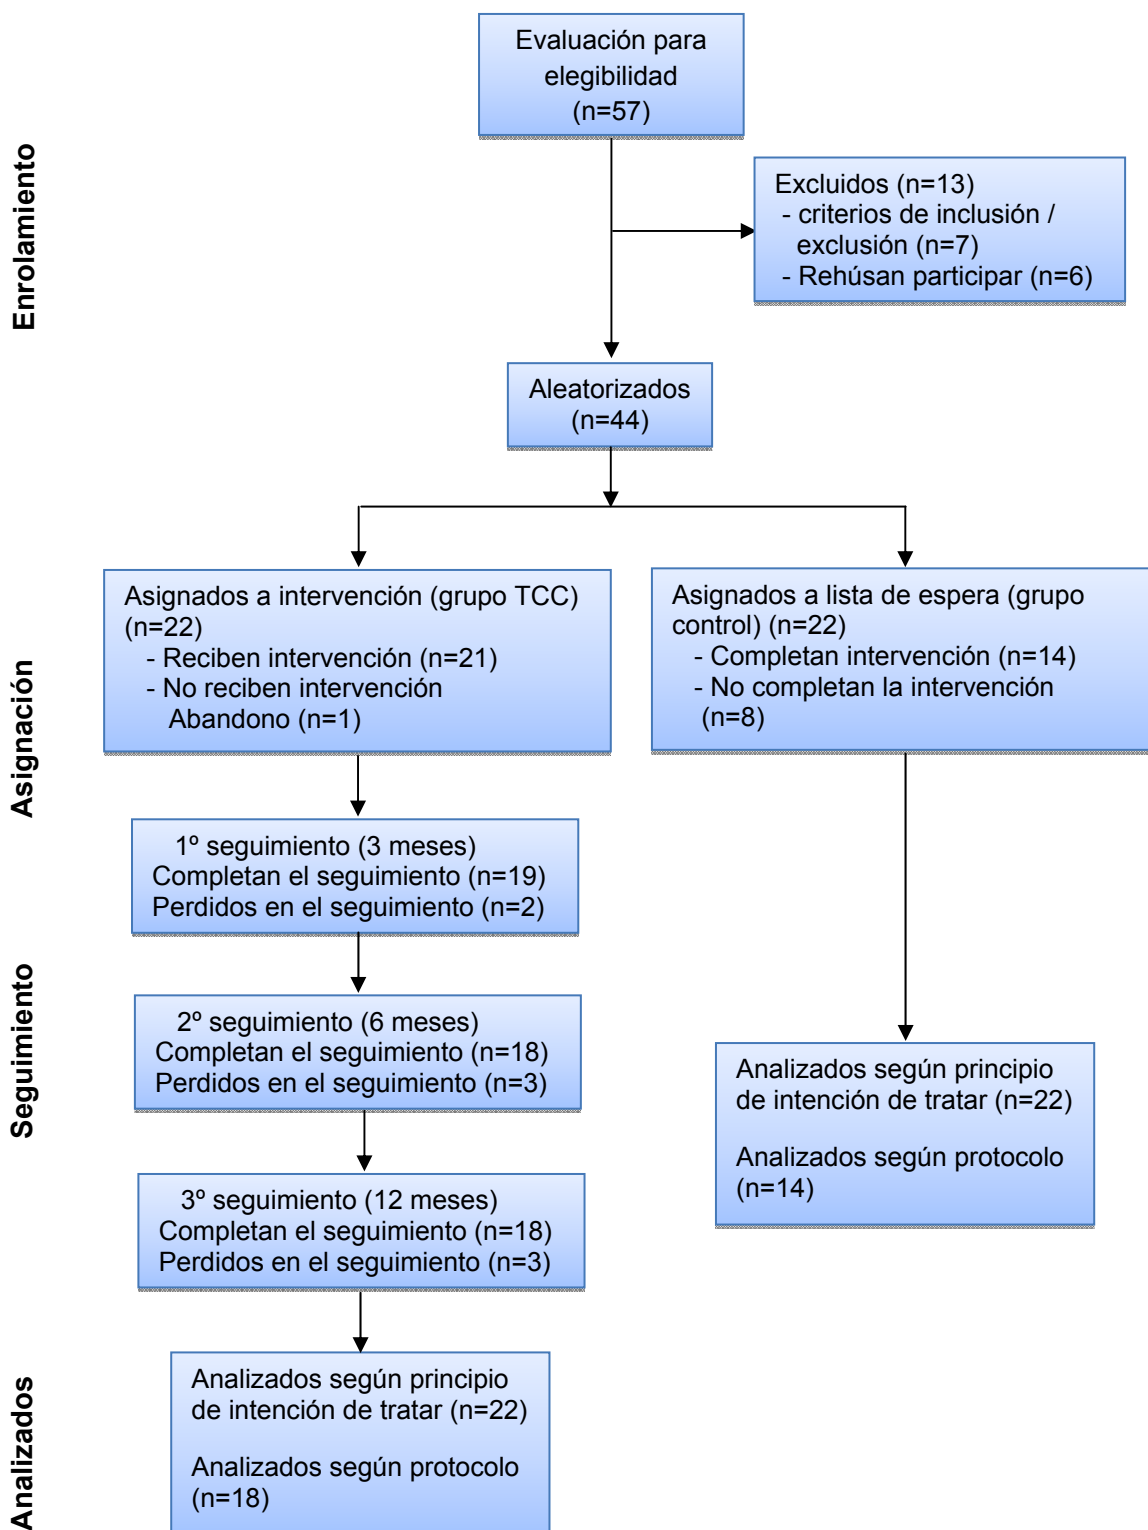 Enrolamiento
Evaluación para
elegibilidad
(n=57)
Excluidos (n=13)
- criterios de inclusión /
exclusión (n=7)
- Rehúsan participar (n=6)
Aleatorizados
(n=44)
Asignación
Asignados a intervención (grupo TCC)
(n=22)
- Reciben intervención (n=21)
- No reciben intervención
Abandono (n=1)
Asignados a lista de espera (grupo
control) (n=22)
- Completan intervención (n=14)
- No completan la intervención
(n=8)
Seguimiento
1º seguimiento (3 meses)
Completan el seguimiento (n=19)
Perdidos en el seguimiento (n=2)
2º seguimiento (6 meses)
Completan el seguimiento (n=18)
Perdidos en el seguimiento (n=3)
3º seguimiento (12 meses)
Completan el seguimiento (n=18)
Perdidos en el seguimiento (n=3)
Analizados según principio
de intención de tratar (n=22)
Analizados según protocolo
(n=14)
Analizados
Analizados según principio
de intención de tratar (n=22)
Analizados según protocolo
(n=18)